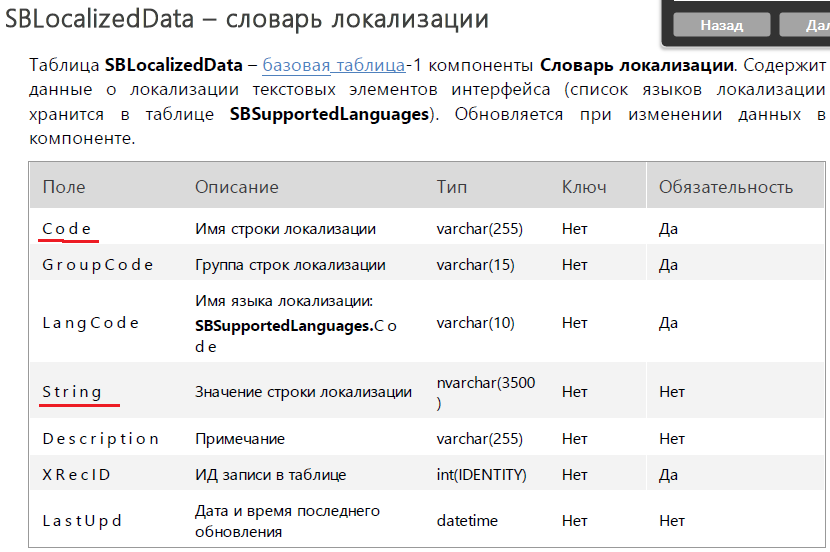 SBLocalizedData – словарь локализации
Назад
Дал
Таблица SBLocalizedData – базовая таблица-1 компоненты Словарь локализации. Содержит
данные о локализации текстовых элементов интерфейса (список языков локализации
хранится в таблице SBSupportedLanguages). Обновляется при изменении данных в
компоненте.
Поле Описание Тип Ключ Обязательность
Code Имя строки локализации varchar(255) Нет Да
GroupCode Группа строк локализации varchar(15) Нет Да
Имя языка локализации:
LangCode SBSupportedLanguages.Co varchar(10) Нет Да
de
String Значение строки локализации nvarchar(3500 Нет Нет
)
Description Примечание varchar(255) Нет Нет
XRecID ИД записи в таблице int(IDENTITY) Нет Да
LastUpd Дата и время последнего datetime Нет Нет
обновления